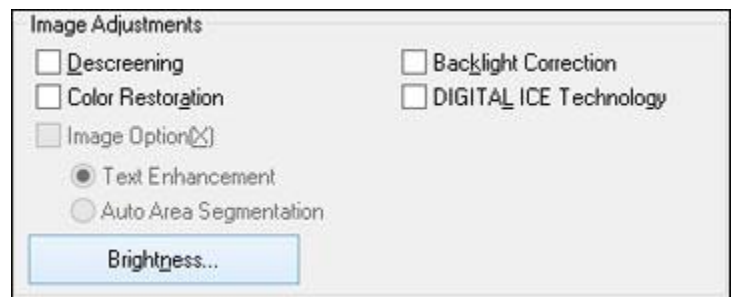 Image Adjustments
Descreening
Backlight Correction
Color Restoration
DIGITAL ICE Technology
Image Option(X)
Text Enhancement
Auto Area Segmentation
Brightness...